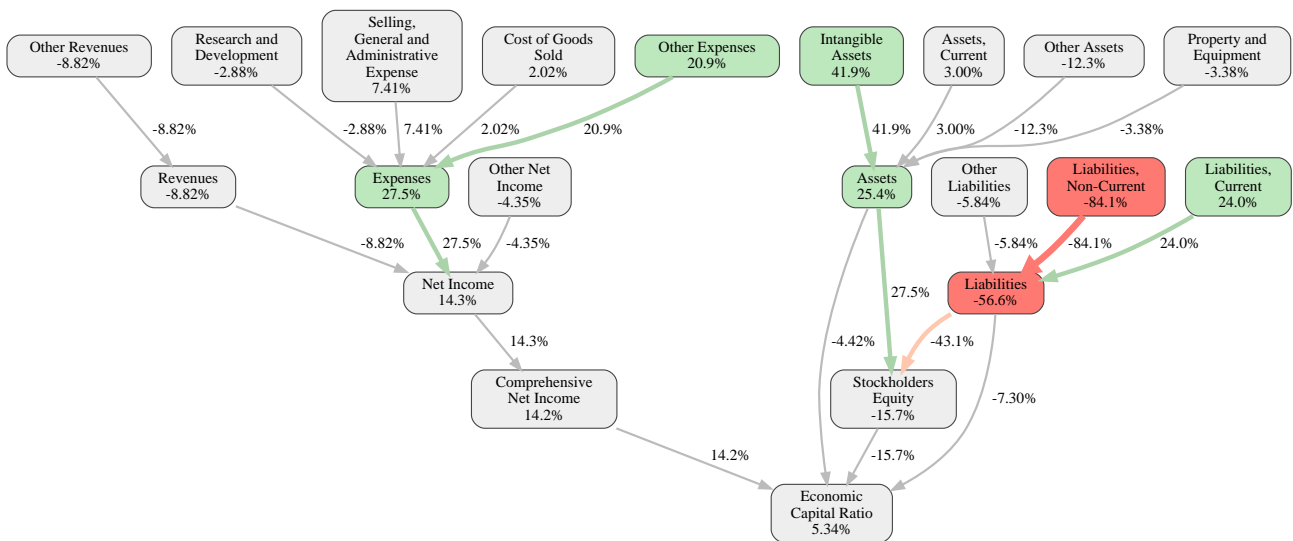 Other Revenues
-8.82%
Research and
Development
-2.88%
Selling,
General and
Administrative
Expense
7.41%
Cost of Goods
Sold
2.02%
Other Expenses
20.9%
Intangible
Assets
41.9%
Assets,
Current
3.00%
Other Assets
-12.3%
Property and
Equipment
-3.38%
-8.82%
-2.88%
7.41%
2.02%
20.9%
41.9%
3.00%
-12.3%
-3.38%
Revenues
-8.82%
Expenses
27.5%
Other Net
Income
-4.35%
Assets
25.4%
Other
Liabilities
-5.84%
Liabilities,
Non-Current
-84.1%
Liabilities,
Current
24.0%
-8.82%
27.5%
-4.35%
-5.84%
-84.1%
24.0%
Net Income
14.3%
Liabilities
-56.6%
14.3%
-4.42%
27.5%
-43.1%
Comprehensive
Net Income
14.2%
Stockholders
Equity
-15.7%
-7.30%
14.2%
-15.7%
Economic
Capital Ratio
5.34%